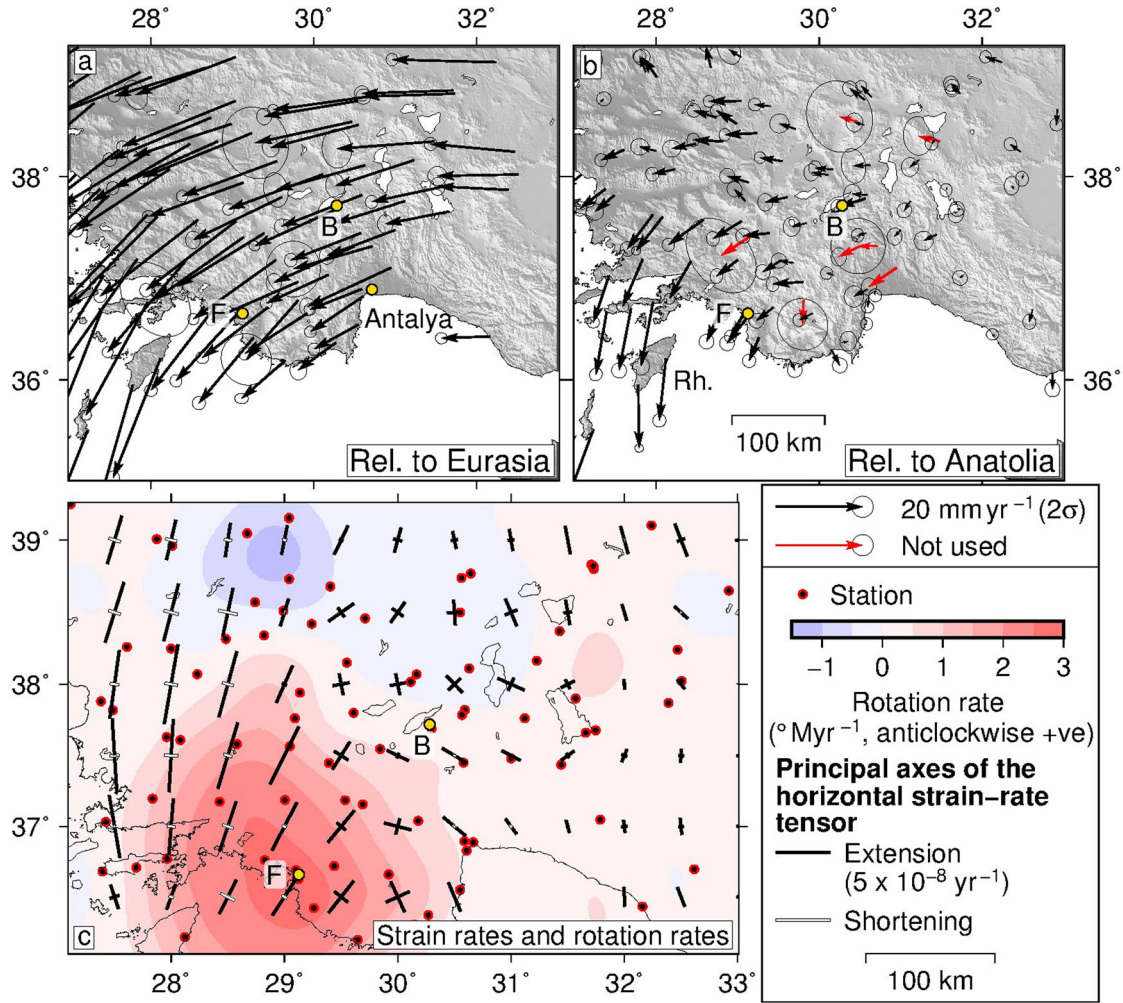 28° 30° 32° 28° 30° 32°
a
b
38°
38°
36°
36°
B
B
F
F
Antalya
Rh.
100 km
Rel. to Eurasia
Rel. to Anatolia
20 mm yr −1 (2σ)
Not used
Station
−1 0 1 2 3
Rotation rate
(° Myr −1, anticlockwise +ve)
Principal axes of the
horizontal strain−rate
tensor
Extension
(5 x 10−8 yr−1)
Shortening
100 km
39°
38°
37°
B
F
c
Strain rates and rotation rates
28° 29° 30° 31° 32° 33°